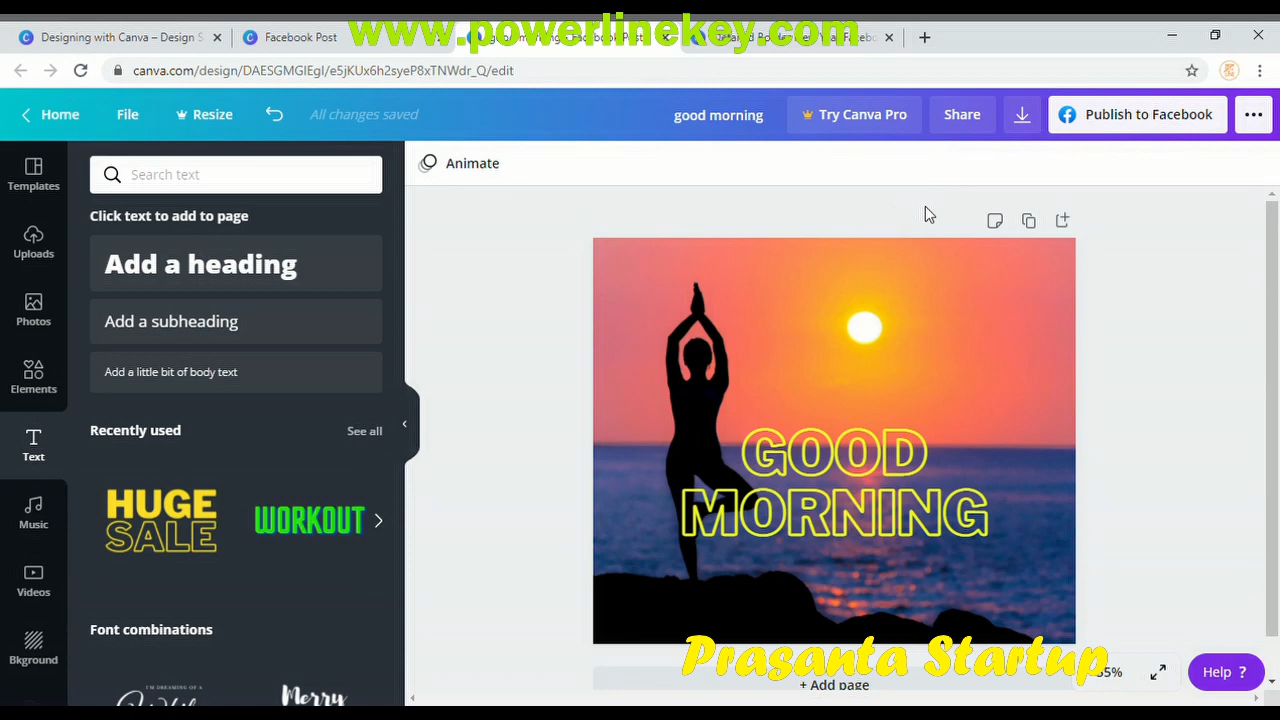 www.powerlinekey.com
Designing with Canva – Design S
Facebook Post
canva.com/design/DAESGMGIEgI/e5jKUx6h2syeP8xTNWdr_Q/edit
Home
File
Resize
All changes saved
good morning
Try Canva Pro
Share
Publish to Facebook
Templates
Uploads
Photos
Elements
Text
Music
Videos
Bkground
Search text
Click text to add to page
Add a heading
Add a subheading
Add a little bit of body text
Recently used
See all
HUGE
SALE
WORKOUT
Font combinations
I'M DREAMING OF A
Merry
Animate
GOOD
MORNING
Prasanta Startup
+ Add page
Help ?